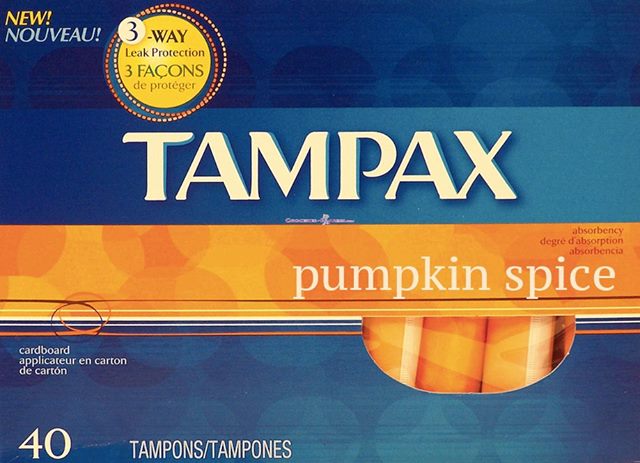 NEW!
NOUVEAU!
3-WAY
Leak Protection
3 FAÇONS
de protéger
TAMPAX
absorbency
degré d'absorption
absorbencia
pumpkin spice
cardboard
applicateur en carton
de cartón
40 TAMPONS/TAMPONES